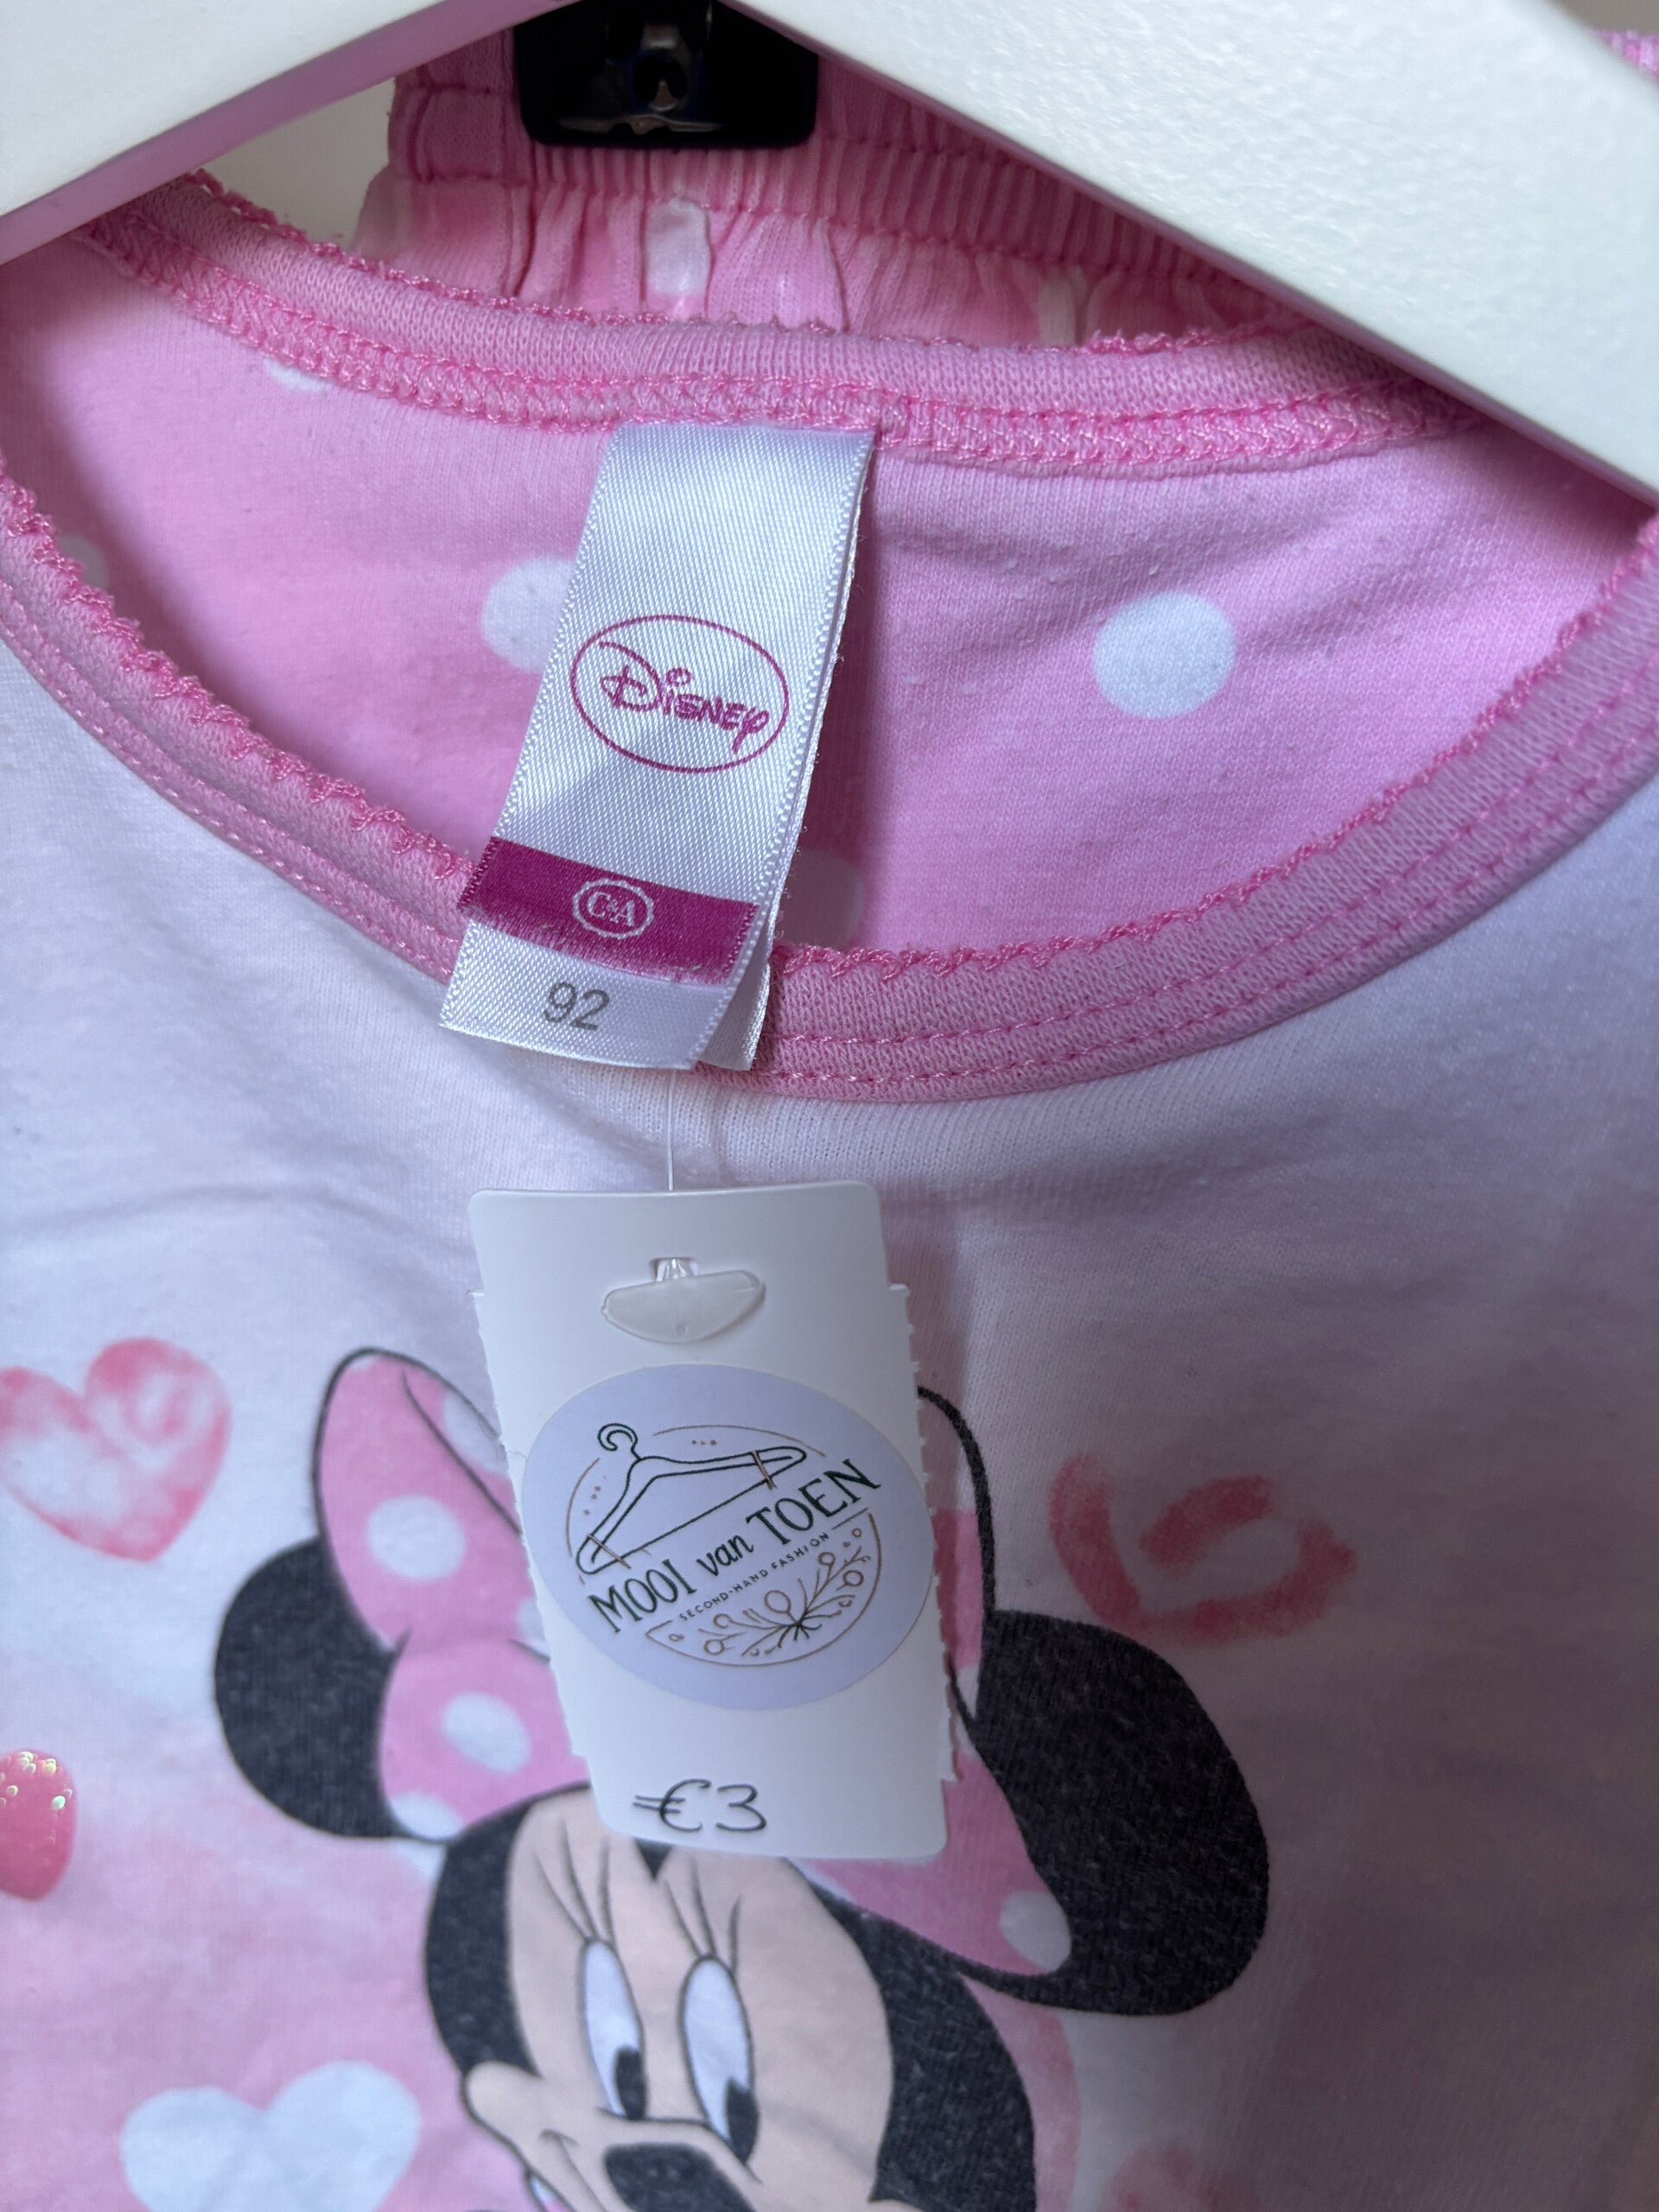 Disney
C&A
92
MOOI van TOEN
SECOND-HAND FASHION
€3